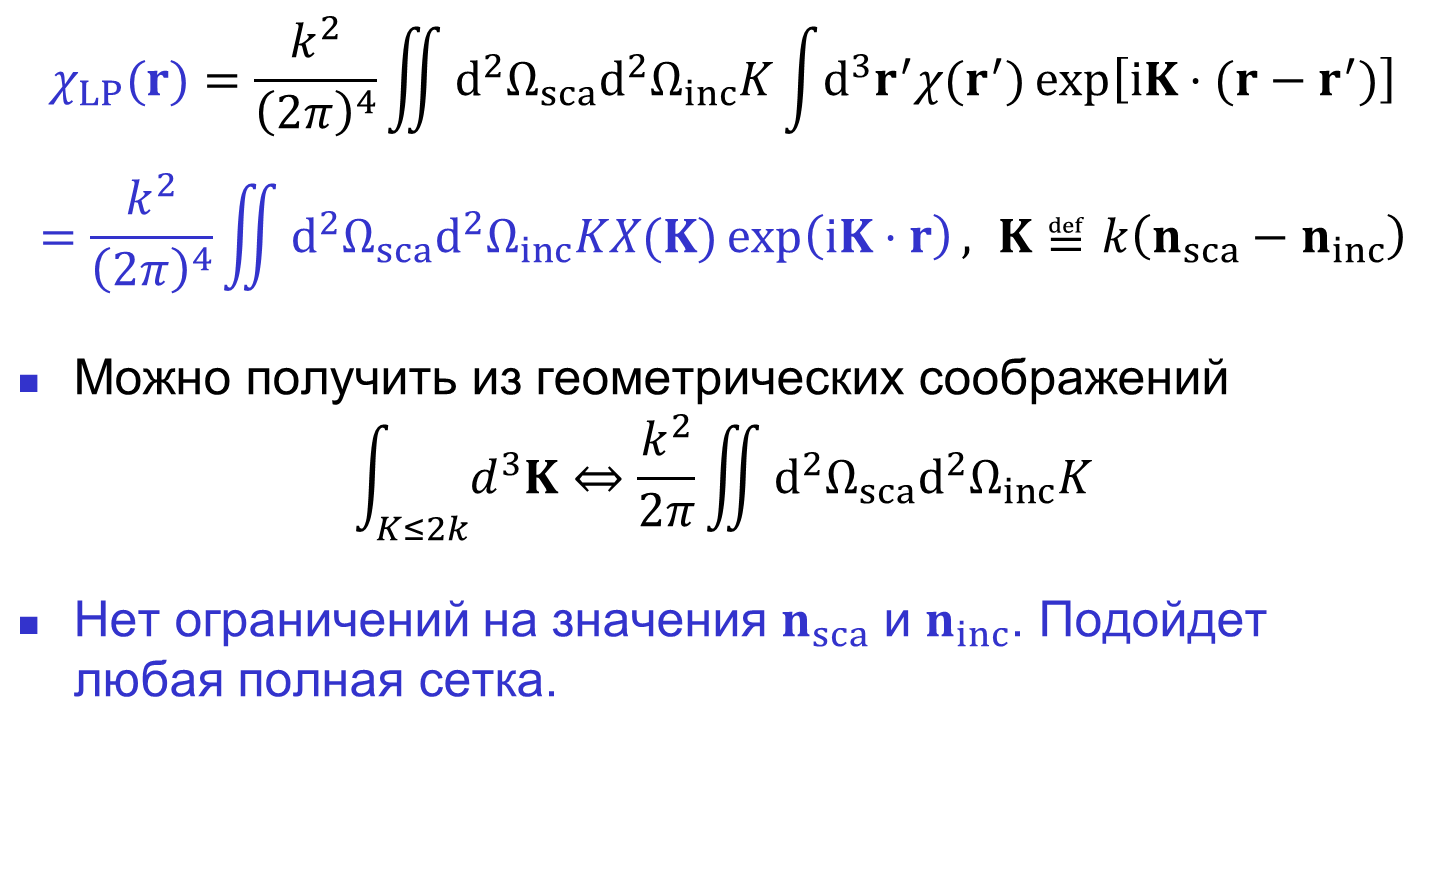 χ_LP(𝐫) = k²/(2π)⁴ ∬ d²Ω_sca d²Ω_inc K ∫ d³𝐫′χ(𝐫′) exp[i𝐊 · (𝐫 − 𝐫′)]
= k²/(2π)⁴ ∬ d²Ω_sca d²Ω_inc KX(𝐊) exp(i𝐊 · 𝐫) , 𝐊 ≝ k(𝐧_sca − 𝐧_inc)
▪ Можно получить из геометрических соображений
∫_{K≤2k} d³𝐊 ⇔ k²/2π ∬ d²Ω_sca d²Ω_inc K
▪ Нет ограничений на значения 𝐧_sca и 𝐧_inc. Подойдет
любая полная сетка.